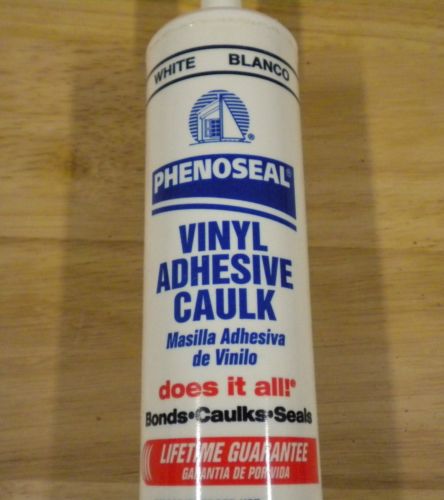 WHITE BLANCO
PHENOSEAL®
VINYL
ADHESIVE
CAULK
Masilla Adhesiva
de Vinilo
does it all!®
Bonds•Caulks•Seals
LIFETIME GUARANTEE
GARANTIA DE POR VIDA